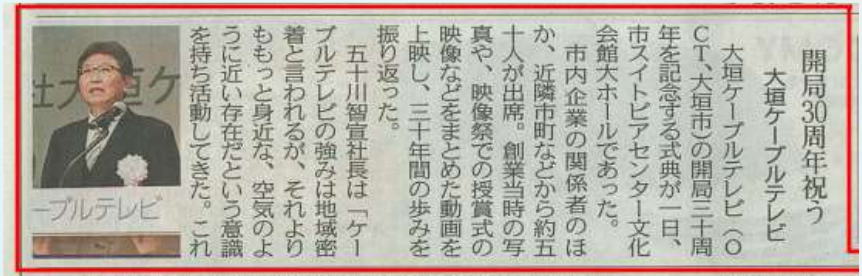 開局30周年祝う
大垣ケーブルテレビ
大垣ケーブルテレビ（O
CT、大垣市）の開局三十周
年を記念する式典が一日、
市スイトピアセンター文化
会館大ホールであった。
市内企業の関係者のほ
か、近隣市町などから約五
十人が出席。創業当時の写
真や、映像祭での授賞式の
映像などをまとめた動画を
上映し、三十年間の歩みを
振り返った。
五十川智宣社長は「ケー
ブルテレビの強みは地域密
着と言われるが、それより
ももっと身近な、空気のよ
うに近い存在だという意識
を持ち活動してきた。これ
社大垣ケ
ーブルテレビ